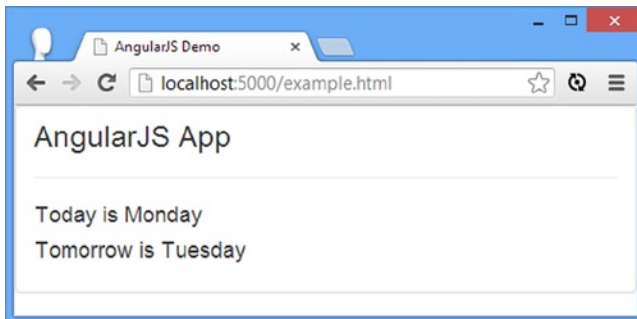 AngularJS Demo
localhost:5000/example.html
AngularJS App
Today is Monday
Tomorrow is Tuesday